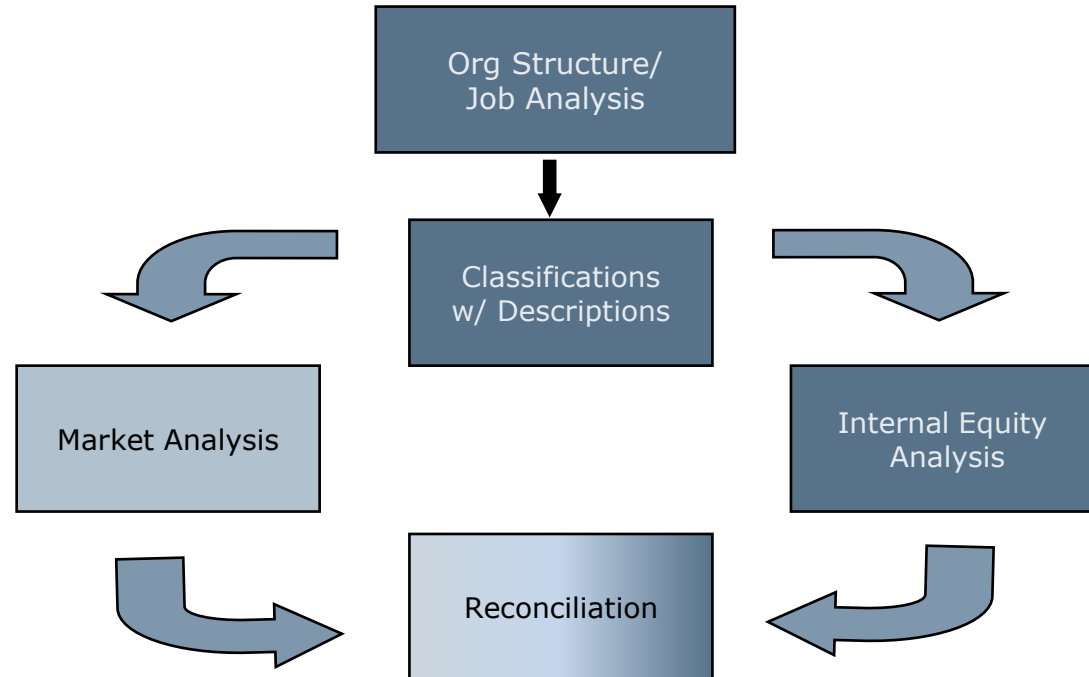 Org Structure/
Job Analysis
Classifications
w/ Descriptions
Market Analysis
Internal Equity
Analysis
Reconciliation